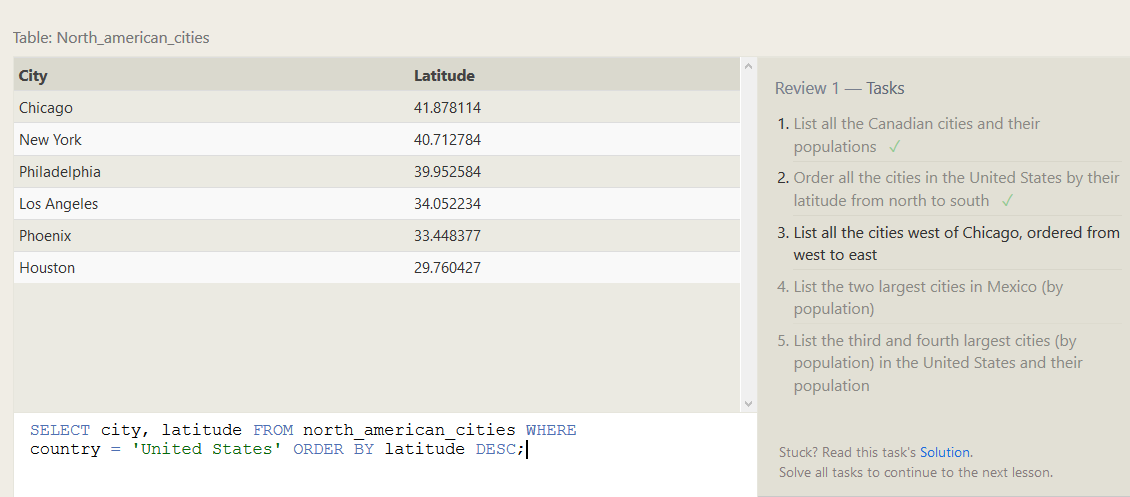 Table: North_american_cities
City Latitude
Chicago 41.878114
New York 40.712784
Philadelphia 39.952584
Los Angeles 34.052234
Phoenix 33.448377
Houston 29.760427
SELECT city, latitude FROM north_american_cities WHERE
country = 'United States' ORDER BY latitude DESC;
Review 1 — Tasks
1. List all the Canadian cities and their
populations ✓
2. Order all the cities in the United States by their
latitude from north to south ✓
3. List all the cities west of Chicago, ordered from
west to east
4. List the two largest cities in Mexico (by
population)
5. List the third and fourth largest cities (by
population) in the United States and their
population
Stuck? Read this task's Solution.
Solve all tasks to continue to the next lesson.